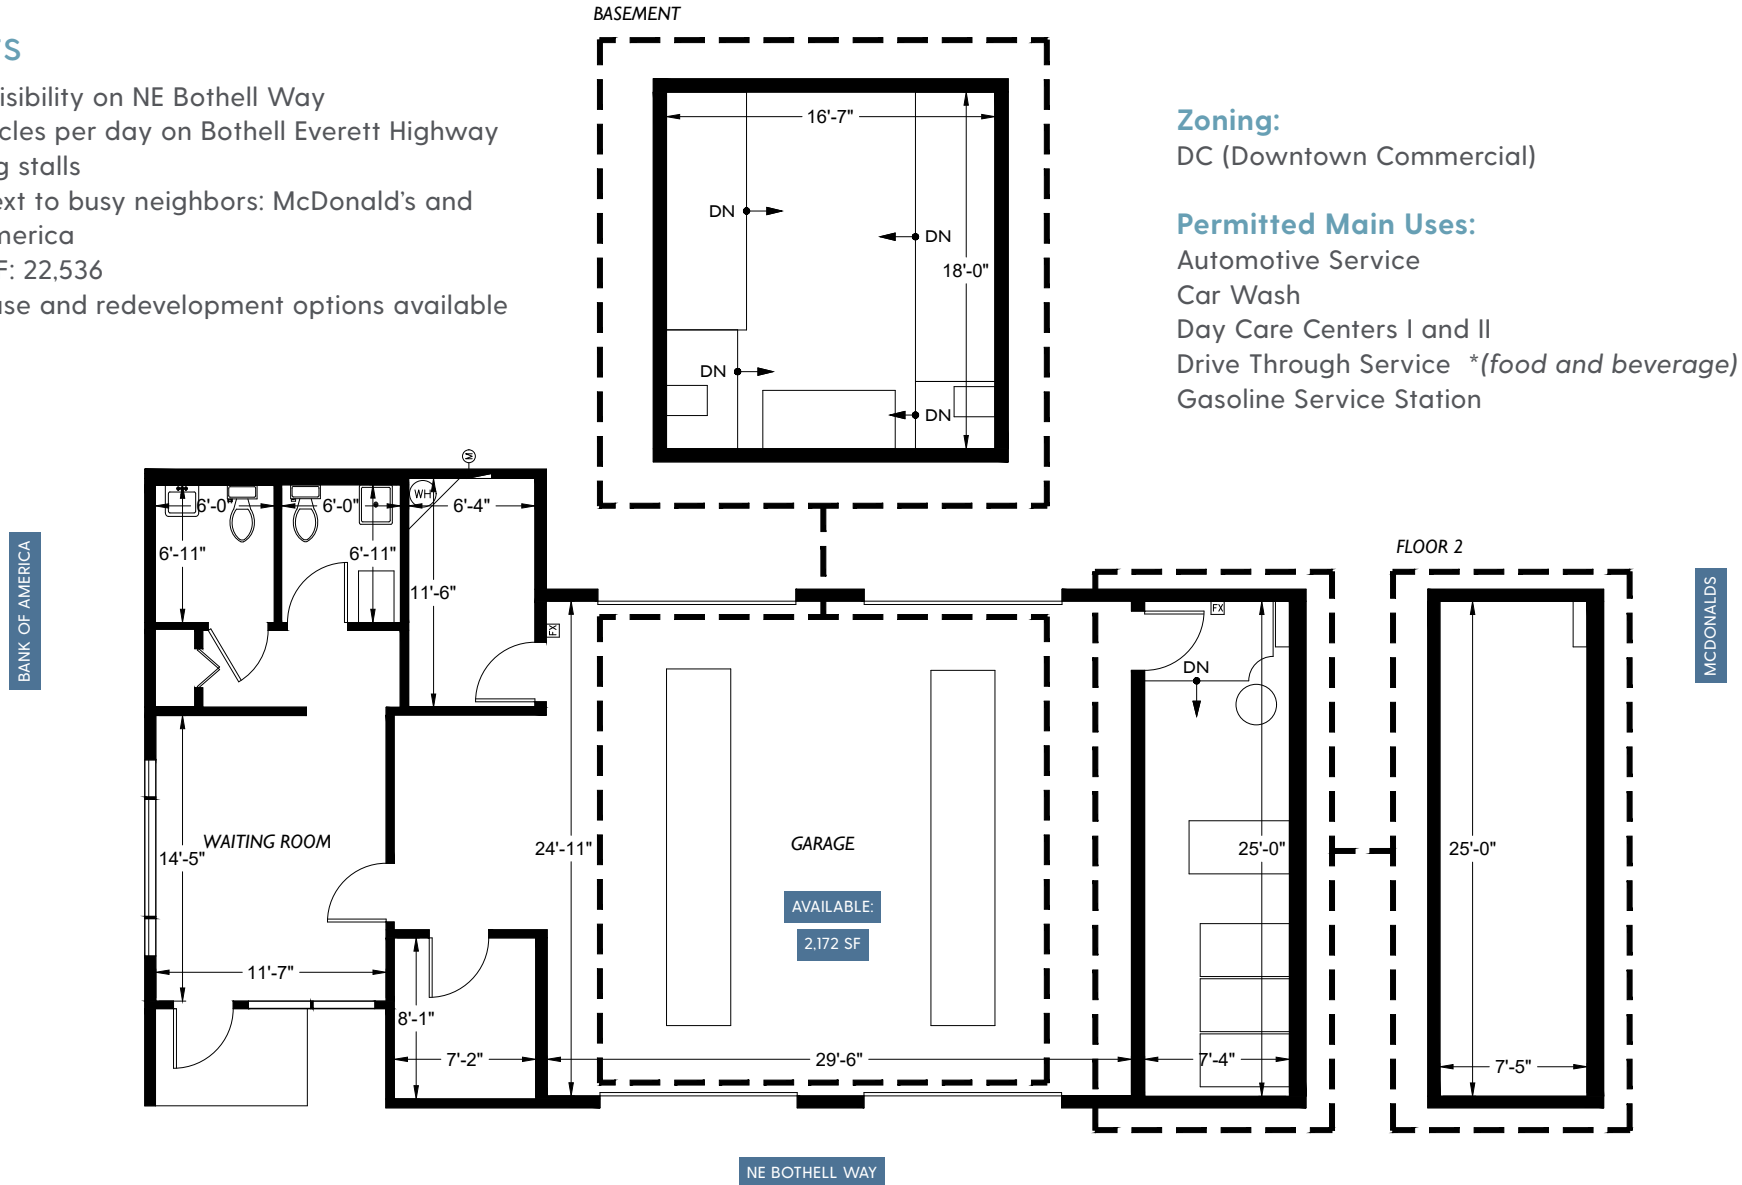 BASEMENT
TS
isibility on NE Bothell Way
cles per day on Bothell Everett Highway
g stalls
ext to busy neighbors: McDonald's and
merica
F: 22,536
use and redevelopment options available
16'-7"
DN
DN
18'-0"
DN
DN
Zoning:
DC (Downtown Commercial)
Permitted Main Uses:
Automotive Service
Car Wash
Day Care Centers I and II
Drive Through Service *(food and beverage)
Gasoline Service Station
M
WH
6'-0"
6'-0"
6'-4"
6'-11"
6'-11"
11'-6"
FX
BANK OF AMERICA
WAITING ROOM
14'-5"
11'-7"
8'-1"
7'-2"
24'-11"
GARAGE
AVAILABLE:
2,172 SF
29'-6"
FX
DN
25'-0"
7'-4"
FLOOR 2
25'-0"
7'-5"
MCDONALDS
NE BOTHELL WAY